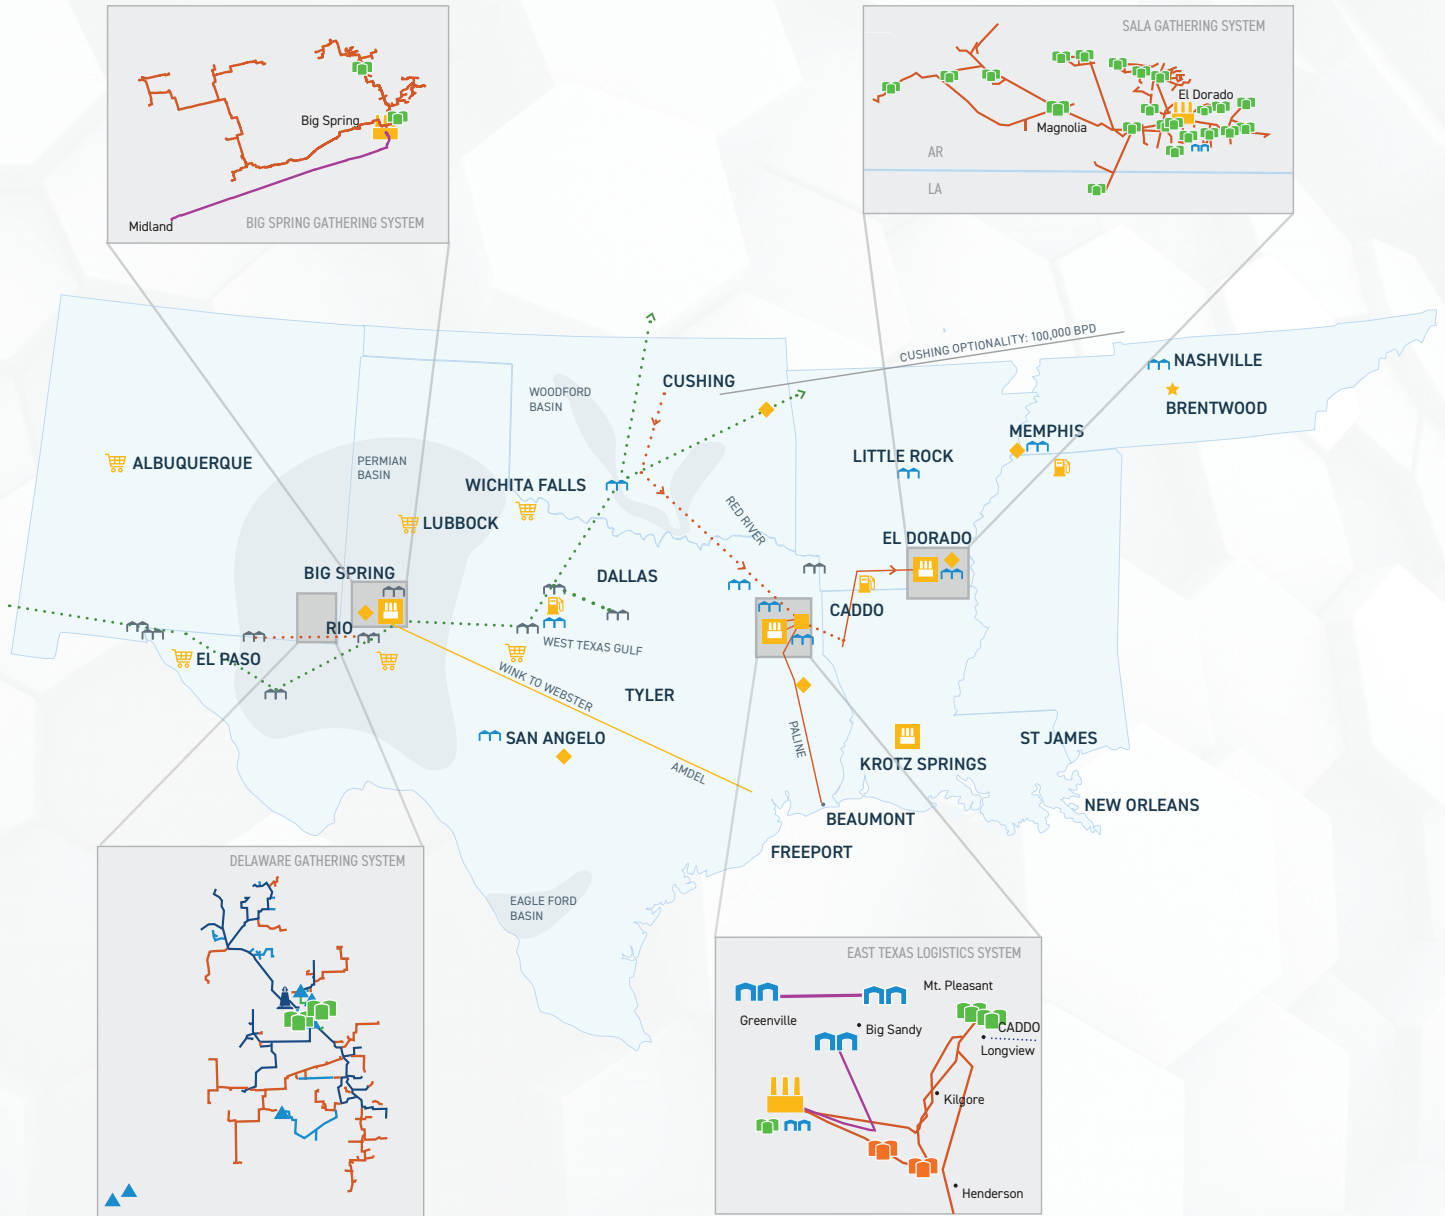 SALA GATHERING SYSTEM
El Dorado
Magnolia
AR
LA
Big Spring
Midland
BIG SPRING GATHERING SYSTEM
CUSHING OPTIONALITY: 100,000 BPD
NASHVILLE
BRENTWOOD
MEMPHIS
CUSHING
WOODFORD
BASIN
LITTLE ROCK
ALBUQUERQUE
PERMIAN
BASIN
WICHITA FALLS
LUBBOCK
RED RIVER
EL DORADO
BIG SPRING
DALLAS
CADDO
RIO
WEST TEXAS GULF
EL PASO
WINK TO WEBSTER
TYLER
SAN ANGELO
PALINE
AMDEL
ST JAMES
KROTZ SPRINGS
NEW ORLEANS
BEAUMONT
FREEPORT
DELAWARE GATHERING SYSTEM
EAGLE FORD
BASIN
EAST TEXAS LOGISTICS SYSTEM
Mt. Pleasant
Greenville
Big Sandy
CADDO
Longview
Kilgore
Henderson